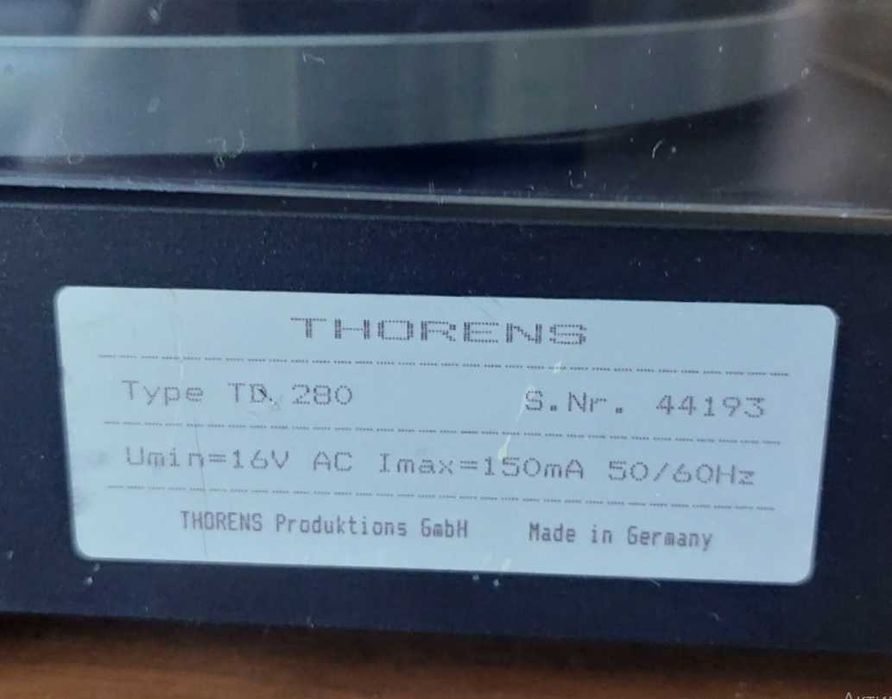 THORENS
Type TD 280 S.Nr. 44193
Umin=16V AC Imax=150mA 50/60Hz
THORENS Produktions GmbH Made in Germany